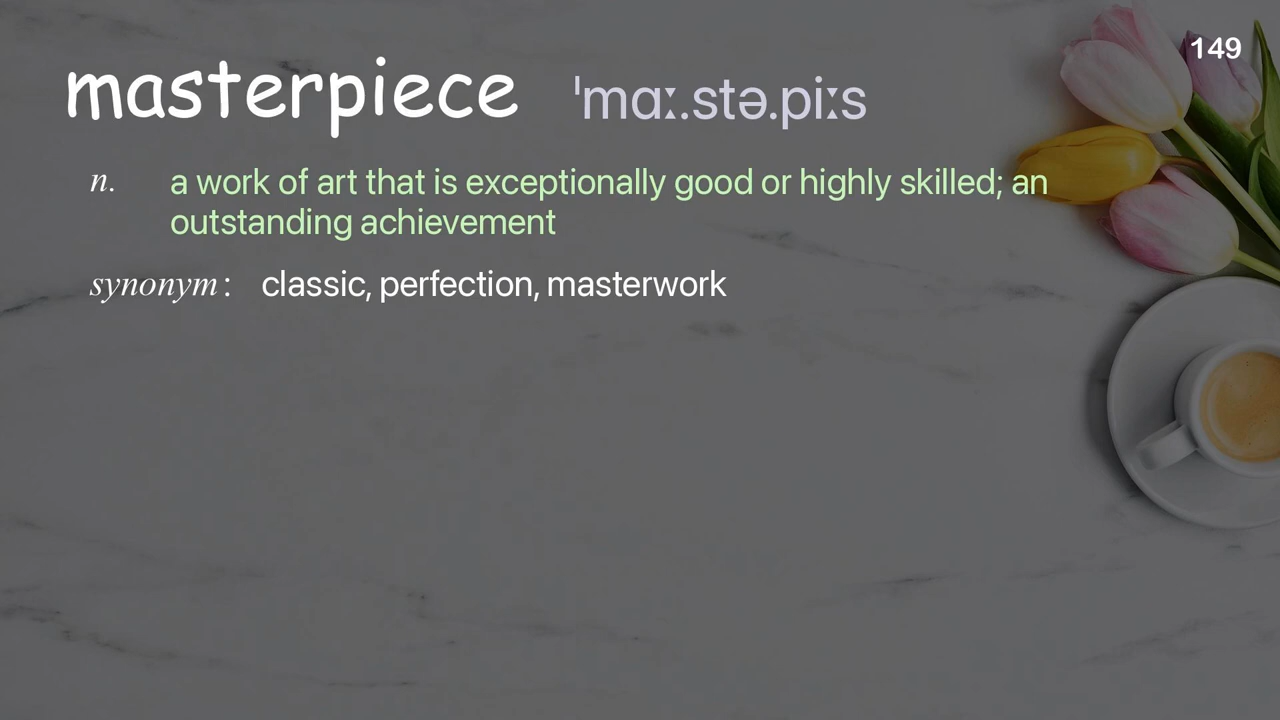 149
masterpiece ˈmɑː.stə.piːs
n. a work of art that is exceptionally good or highly skilled; an
outstanding achievement
synonym : classic, perfection, masterwork